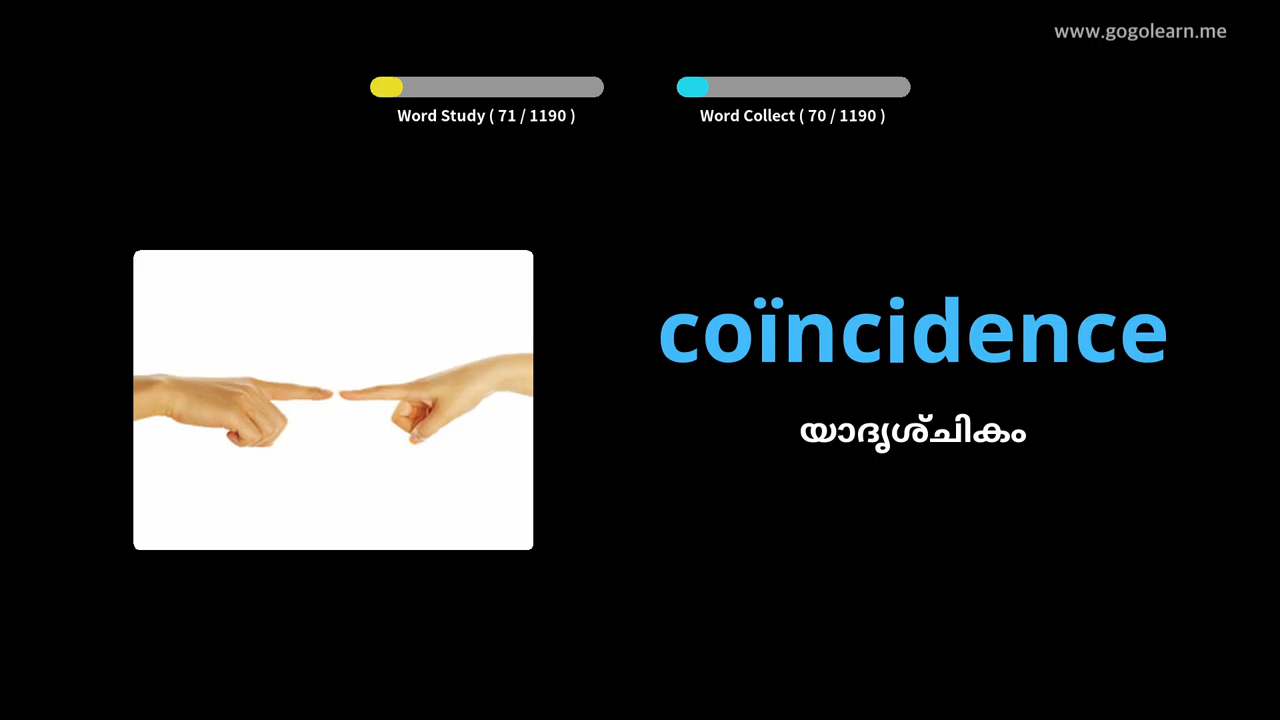 www.gogolearn.me
Word Study ( 71 / 1190 )
Word Collect ( 70 / 1190 )
coïncidence
യാദൃശ്ചികം